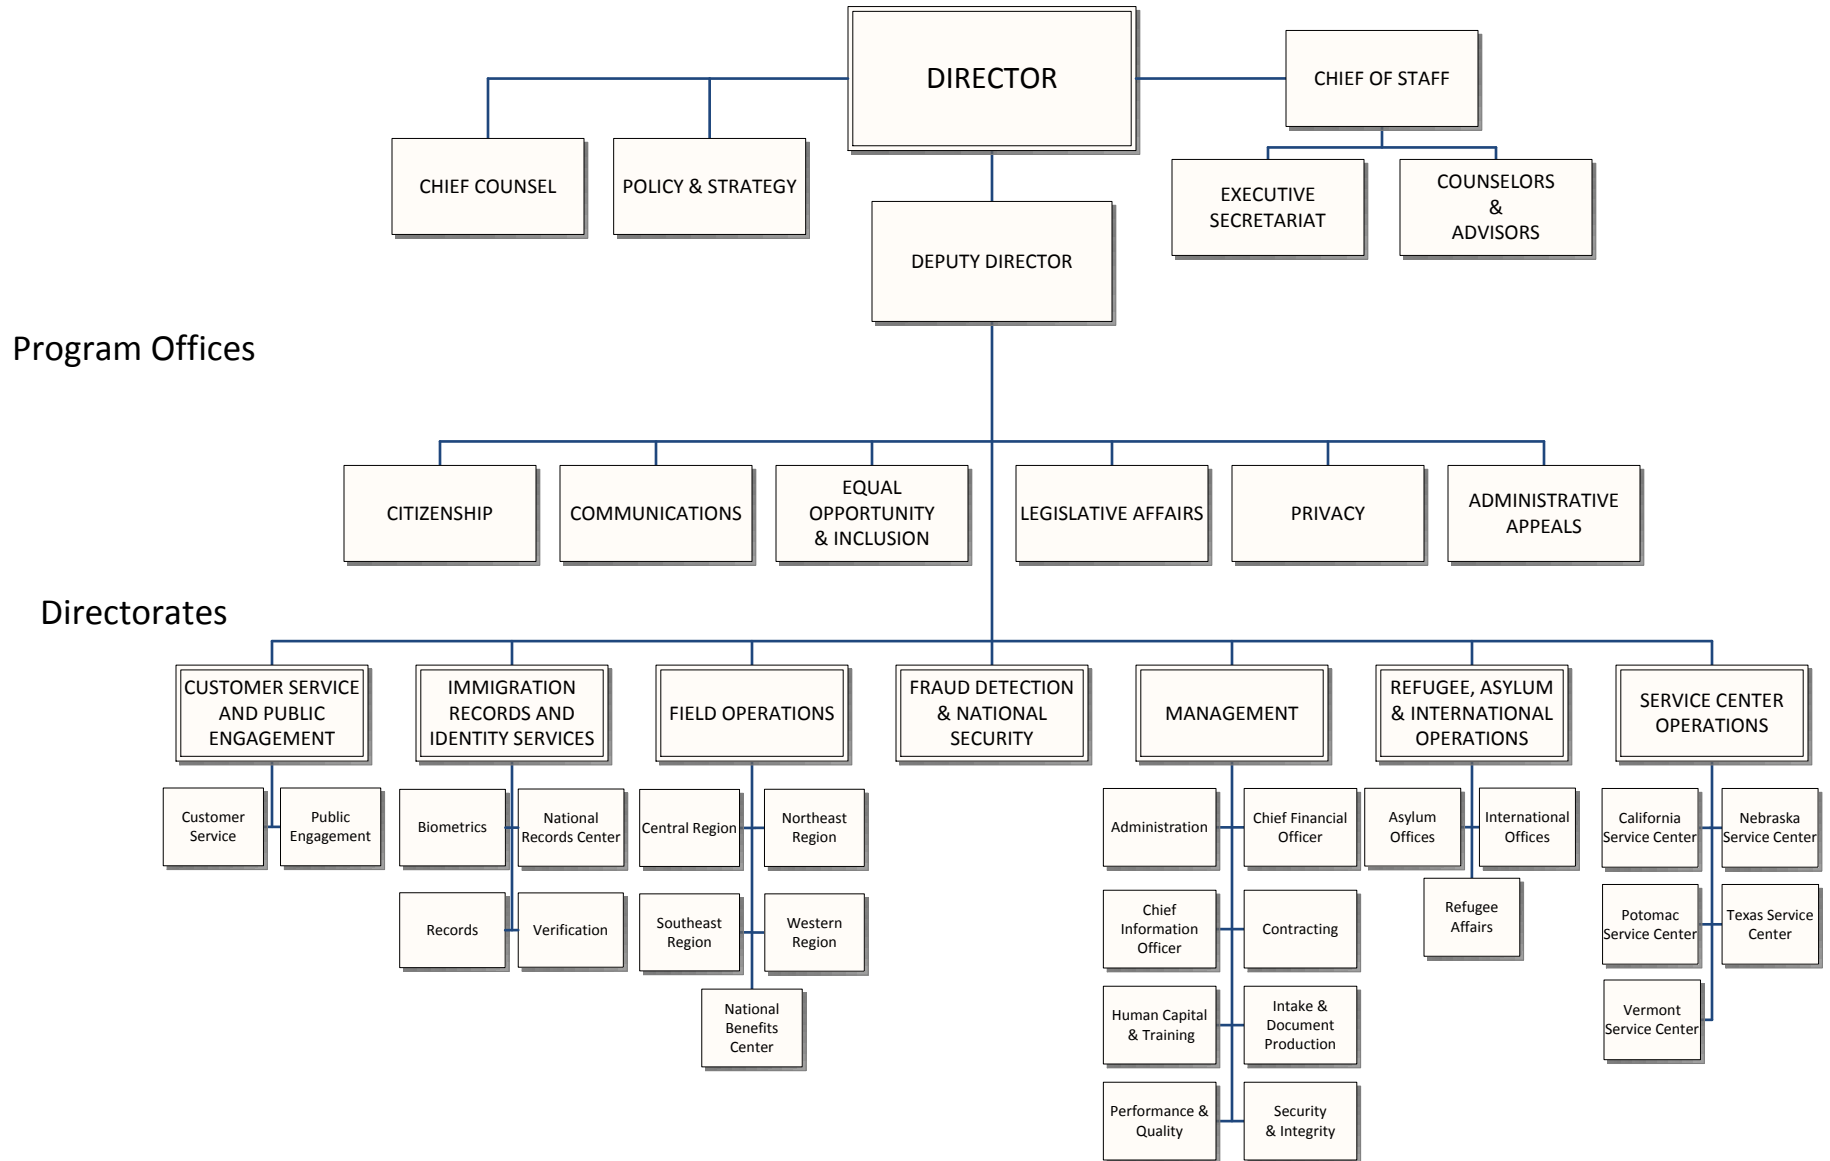 DIRECTOR
CHIEF OF STAFF
CHIEF COUNSEL
POLICY & STRATEGY
EXECUTIVE
SECRETARIAT
COUNSELORS
&
ADVISORS
DEPUTY DIRECTOR
Program Offices
CITIZENSHIP
COMMUNICATIONS
EQUAL
OPPORTUNITY
& INCLUSION
LEGISLATIVE AFFAIRS
PRIVACY
ADMINISTRATIVE
APPEALS
Directorates
CUSTOMER SERVICE
AND PUBLIC
ENGAGEMENT
IMMIGRATION
RECORDS AND
IDENTITY SERVICES
FIELD OPERATIONS
FRAUD DETECTION
& NATIONAL
SECURITY
MANAGEMENT
REFUGEE, ASYLUM
& INTERNATIONAL
OPERATIONS
SERVICE CENTER
OPERATIONS
Customer
Service
Public
Engagement
Biometrics
National
Records Center
Central Region
Northeast
Region
Administration
Chief Financial
Officer
Asylum
Offices
International
Offices
California
Service Center
Nebraska
Service Center
Records
Verification
Southeast
Region
Western
Region
Chief
Information
Officer
Contracting
Refugee
Affairs
Potomac
Service Center
Texas Service
Center
National
Benefits
Center
Human Capital
& Training
Intake &
Document
Production
Vermont
Service Center
Performance &
Quality
Security
& Integrity